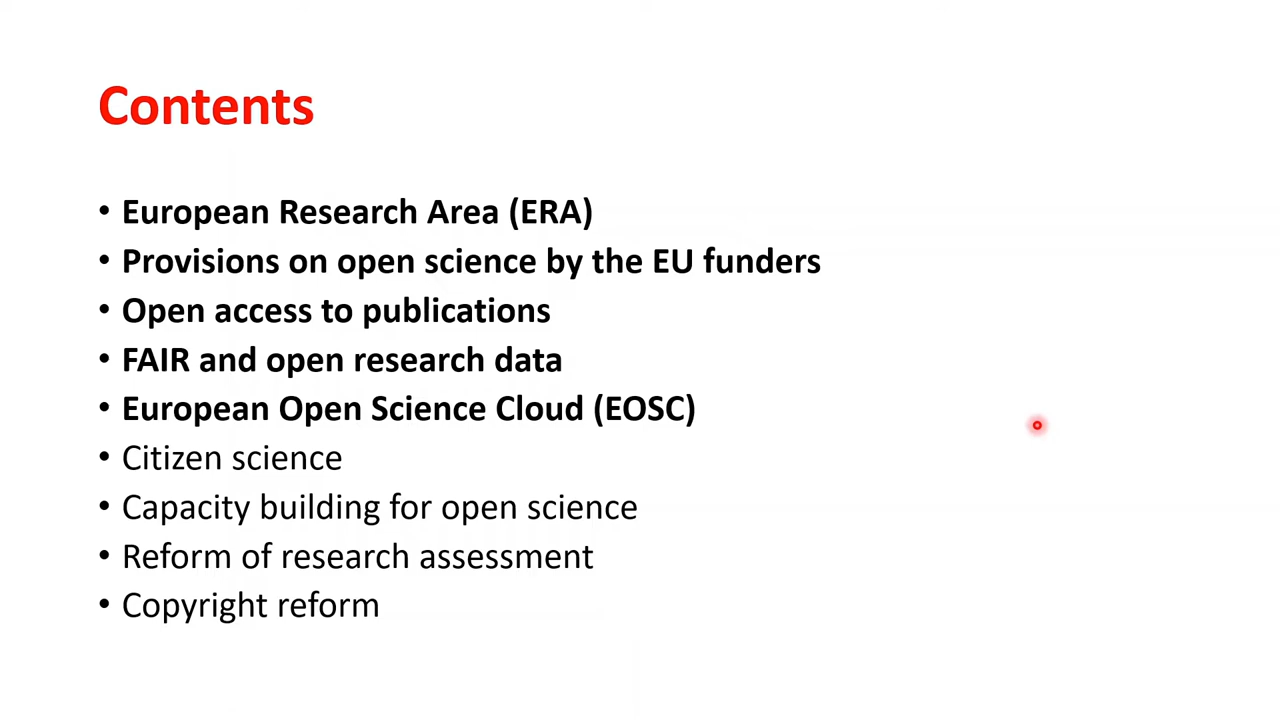 Contents
• European Research Area (ERA)
• Provisions on open science by the EU funders
• Open access to publications
• FAIR and open research data
• European Open Science Cloud (EOSC)
• Citizen science
• Capacity building for open science
• Reform of research assessment
• Copyright reform